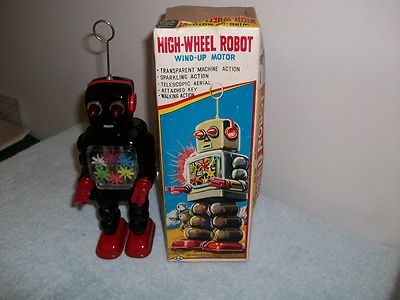 HIGH-WHEEL ROBOT
WIND-UP MOTOR
• TRANSPARENT MACHINE ACTION
• SPARKLING ACTION
• TELESCOPIC AERIAL
• ATTACHED KEY
• WALKING ACTION